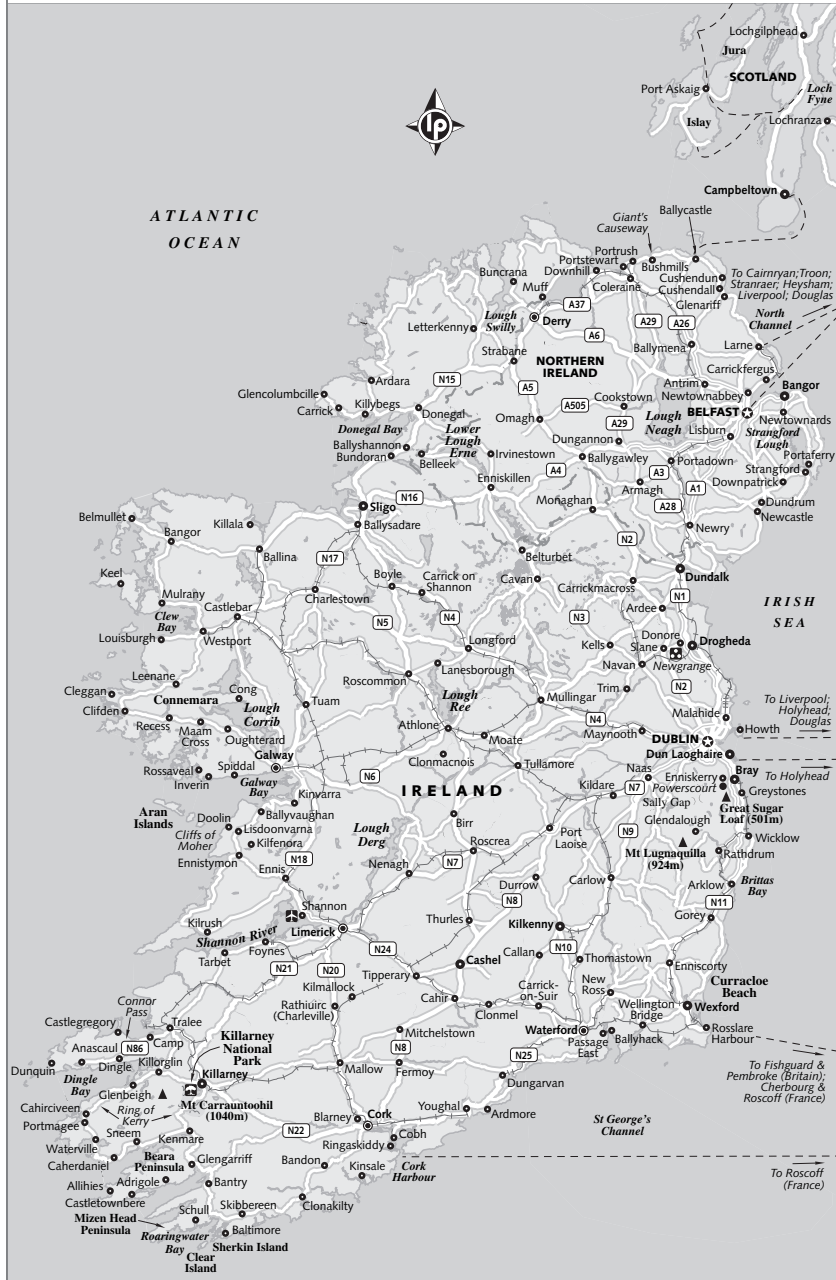 Lochgilphead
Jura
SCOTLAND
Port Askaig
Loch
Fyne
Islay
Lochranza
lp
Campbeltown
ATLANTIC
OCEAN
Giant's
Causeway
Ballycastle
Portrush
Portstewart
Bushmills
Downhill
Cushendun
Buncrana
Coleraine
Cushendall
Muff
Glenariff
To Cairnryan;Troon;
Stranraer; Heysham;
Liverpool; Douglas
North
Channel
A37
Lough
Swilly
Derry
A29
A26
Letterkenny
A6
Larne
Strabane
Ballymena
NORTHERN
IRELAND
Carrickfergus
Ardara
N15
A5
Antrim
Bangor
Glencolumbcille
Cookstown
Newtownabbey
Carrick
Killybegs
Donegal
A505
BELFAST
Donegal Bay
Omagh
A29
Lough
Neagh
Newtownards
Lower
Lough
Erne
Lisburn
Strangford
Lough
Dungannon
Ballyshannon
Bundoran
Belleek
Irvinestown
Ballygawley
Portadown
Portaferry
Strangford
A4
A3
Enniskillen
Armagh
A1
Downpatrick
N16
Sligo
Monaghan
A28
Dundrum
Newcastle
Belmullet
Killala
Ballysadare
Newry
Bangor
N2
Ballina
N17
Belturbet
Keel
Boyle
Carrick on
Shannon
Cavan
Carrickmacross
Dundalk
Mulrany
Charlestown
N1
IRISH
SEA
Clew
Bay
Castlebar
N5
N4
N3
Ardee
Louisburgh
Westport
Longford
Kells
Donore
Slane
Drogheda
Leenane
Roscommon
Lanesborough
Navan
Newgrange
Cleggan
Connemara
Cong
Lough
Ree
Trim
N2
Clifden
Lough
Corrib
Tuam
Mullingar
To Liverpool;
Holyhead;
Douglas
Recess
Maam
Cross
Oughterard
Athlone
N4
Malahide
Howth
Moate
Maynooth
DUBLIN
Galway
Clonmacnois
Dun Laoghaire
Rossaveal
Spiddal
Tullamore
Naas
Enniskerry
Bray
To Holyhead
Inverin
Galway
Bay
N6
IRELAND
Kildare
N7
Powerscourt
Greystones
Aran
Islands
Kinvarra
Sally Gap
Great Sugar
Loaf (501m)
Doolin
Ballyvaughan
Lough
Derg
Birr
Glendalough
Cliffs of
Moher
Lisdoonvarna
Kilfenora
Port
Laoise
N9
Wicklow
Ennistymon
Roscrea
Mt Lugnaquilla
(924m)
Rathdrum
N18
Nenagh
N7
Ennis
Durrow
Carlow
Brittas
Bay
Arklow
Shannon
N8
N11
Kilrush
Thurles
Gorey
Shannon River
Limerick
Kilkenny
Foynes
Callan
N10
Tarbet
N24
Cashel
Thomastown
Enniscorty
N21
N20
Tipperary
Carrick-
on-Suir
New
Ross
Curracloe
Beach
Connor
Pass
Kilmallock
Cahir
Wellington
Bridge
Wexford
Castlegregory
Tralee
Rathiuirc
(Charleville)
Clonmel
Waterford
Killarney
National
Park
Mitchelstown
Passage
East
Ballyhack
Rosslare
Harbour
Anascaul
N86
Camp
N8
N25
Dunquin
Dingle
Killorglin
Killarney
Mallow
Fermoy
Dingle
Bay
Dungarvan
To Fishguard &
Pembroke (Britain);
Cherbourg &
Roscoff (France)
Glenbeigh
Mt Carrauntoohil
(1040m)
Cahirciveen
Ring of
Kerry
Youghal
Ardmore
Portmagee
Blarney
Cork
St George's
Channel
Sneem
N22
Waterville
Kenmare
Cobh
Ringaskiddy
Caherdaniel
Beara
Peninsula
Glengarriff
Bandon
Kinsale
Cork
Harbour
To Roscoff
(France)
Allihies
Adrigole
Bantry
Castletownbere
Skibbereen
Clonakilty
Mizen Head
Peninsula
Schull
Roaringwater
Bay
Baltimore
Sherkin Island
Clear
Island